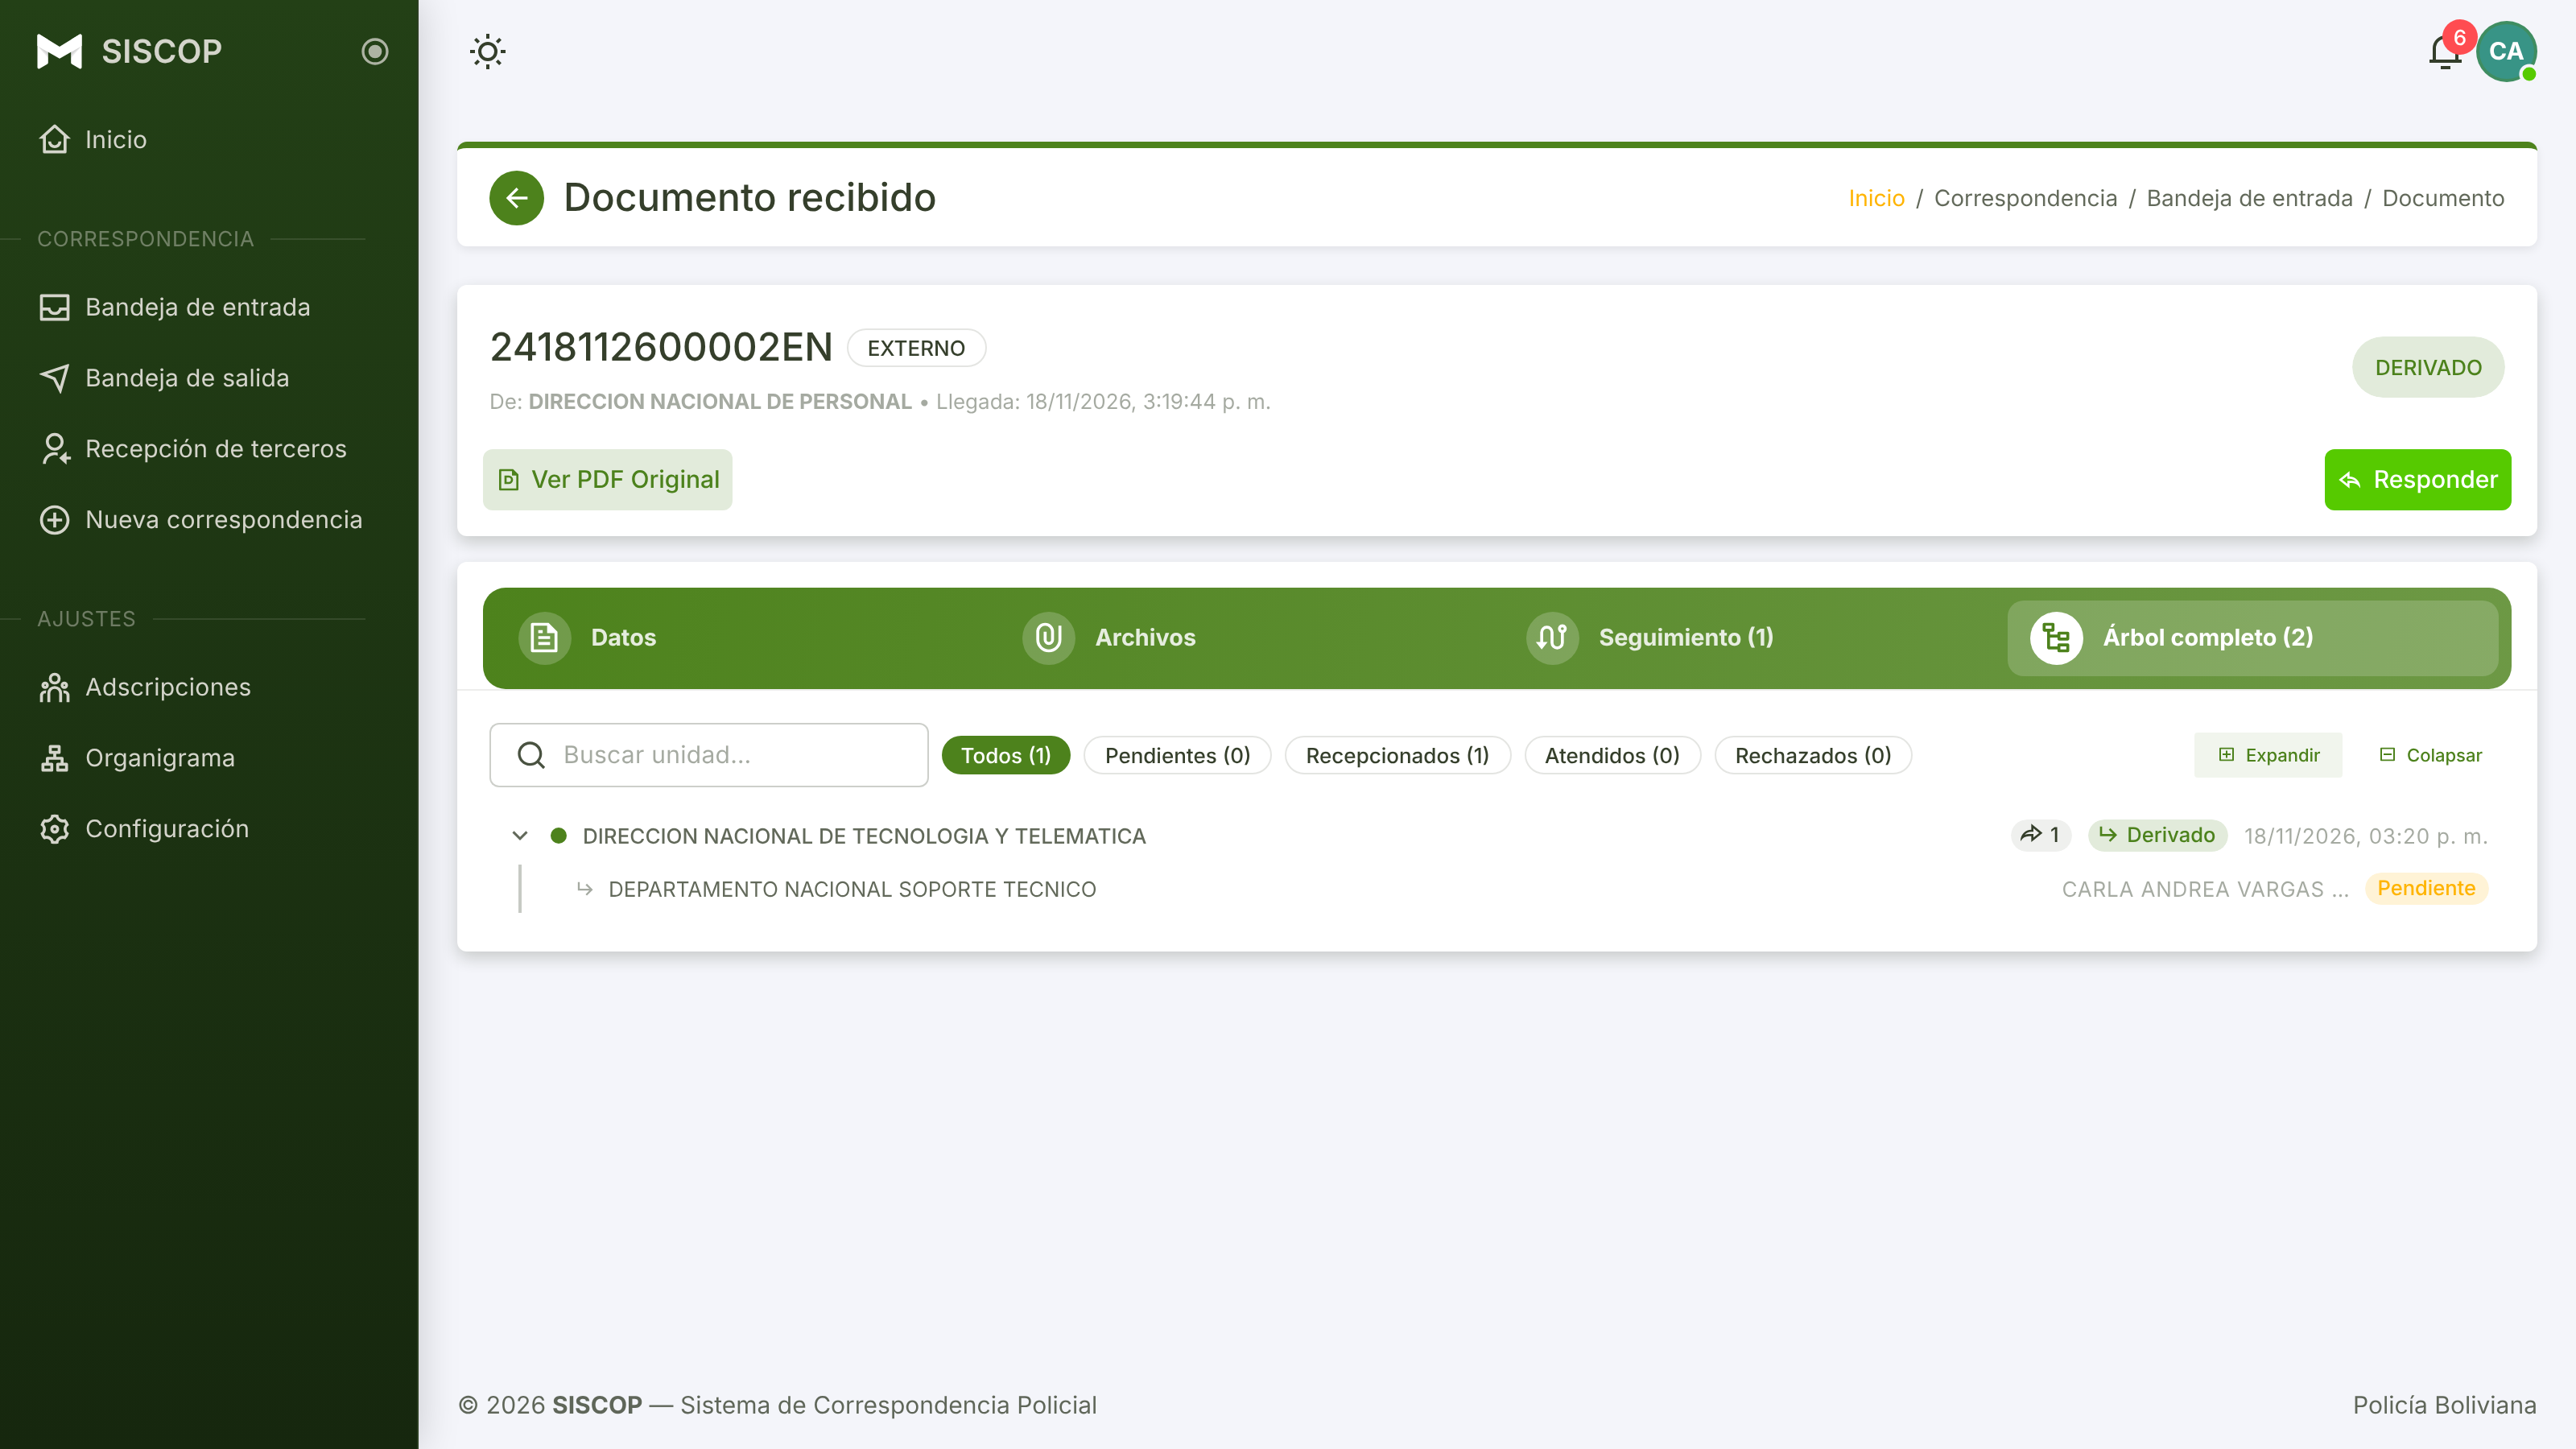 SISCOP
6
CA
Inicio
CORRESPONDENCIA
Bandeja de entrada
Bandeja de salida
Recepción de terceros
Nueva correspondencia
AJUSTES
Adscripciones
Organigrama
Configuración
Documento recibido
Inicio / Correspondencia / Bandeja de entrada / Documento
2418112600002EN EXTERNO
De: DIRECCION NACIONAL DE PERSONAL • Llegada: 18/11/2026, 3:19:44 p. m.
DERIVADO
Ver PDF Original
Responder
Datos
Archivos
Seguimiento (1)
Árbol completo (2)
Buscar unidad...
Todos (1)
Pendientes (0)
Recepcionados (1)
Atendidos (0)
Rechazados (0)
Expandir
Colapsar
DIRECCION NACIONAL DE TECNOLOGIA Y TELEMATICA 1 Derivado 18/11/2026, 03:20 p. m.
DEPARTAMENTO NACIONAL SOPORTE TECNICO CARLA ANDREA VARGAS ... Pendiente
© 2026 SISCOP — Sistema de Correspondencia Policial
Policía Boliviana